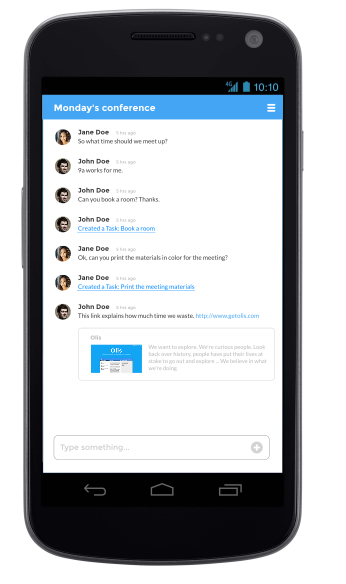 4G 10:10
Monday's conference
Jane Doe 5 hrs ago
So what time should we meet up?
John Doe 5 hrs ago
9a works for me.
John Doe 5 hrs ago
Can you book a room? Thanks.
John Doe 5 hrs ago
Created a Task: Book a room
Jane Doe 5 hrs ago
Ok, can you print the materials in color for the meeting?
Jane Doe 5 hrs ago
Created a Task: Print the meeting materials
John Doe 5 hrs ago
This link explains how much time we waste. http://www.getolis.com
Olis
Olis
We want to explore. We're curious people. Look
back over history, people have put their lives at
stake to go out and explore ... We believe in what
we're doing
Type something...